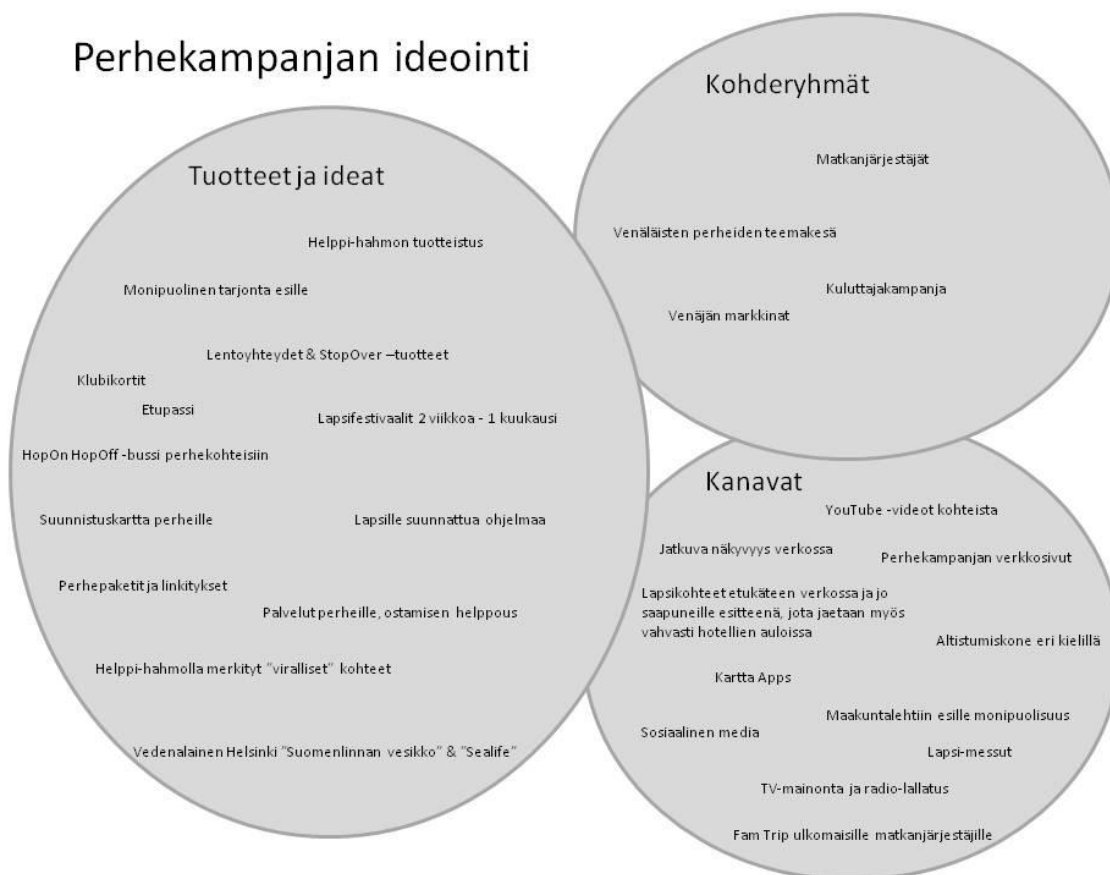 Perhekampanjan ideointi
Tuotteet ja ideat
Helppi-hahmon tuotteistus
Monipuolinen tarjonta esille
Lentoyhteydet & StopOver –tuotteet
Klubikortit
Etupassi
Lapsifestivaalit 2 viikkoa - 1 kuukausi
HopOn HopOff -bussi perhekohteisiin
Suunnistuskartta perheille
Lapsille suunnattua ohjelmaa
Perhepaketit ja linkitykset
Palvelut perheille, ostamisen helppous
Helppi-hahmolla merkityt ”viralliset” kohteet
Vedenalainen Helsinki ”Suomenlinnan vesikko” & ”Sealife”
Kohderyhmät
Matkanjärjestäjät
Venäläisten perheiden teemakesä
Kuluttajakampanja
Venäjän markkinat
Kanavat
YouTube -videot kohteista
Jatkuva näkyvyys verkossa
Perhekampanjan verkkosivut
Lapsikohteet etukäteen verkossa ja jo
saapuneille esitteenä, jota jaetaan myös
vahvasti hotellien auloissa
Altistumiskone eri kielillä
Kartta Apps
Maakuntalehtiin esille monipuolisuus
Sosiaalinen media
Lapsi-messut
TV-mainonta ja radio-lallatus
Fam Trip ulkomaisille matkanjärjestäjille